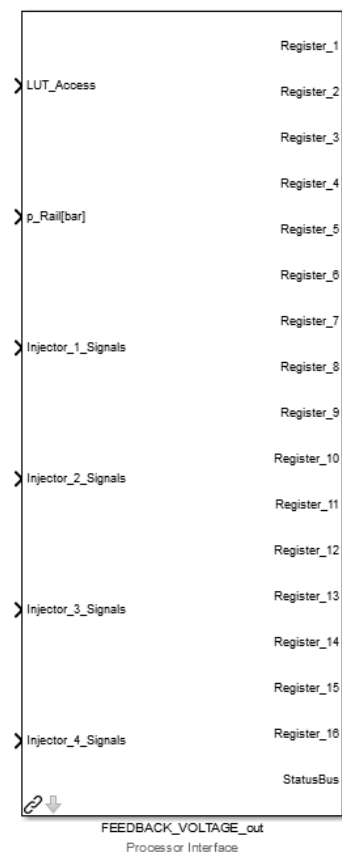 LUT_Access
p_Rail[bar]
Injector_1_Signals
Injector_2_Signals
Injector_3_Signals
Injector_4_Signals
Register_1
Register_2
Register_3
Register_4
Register_5
Register_6
Register_7
Register_8
Register_9
Register_10
Register_11
Register_12
Register_13
Register_14
Register_15
Register_16
StatusBus
FEEDBACK_VOLTAGE_out
Processor Interface